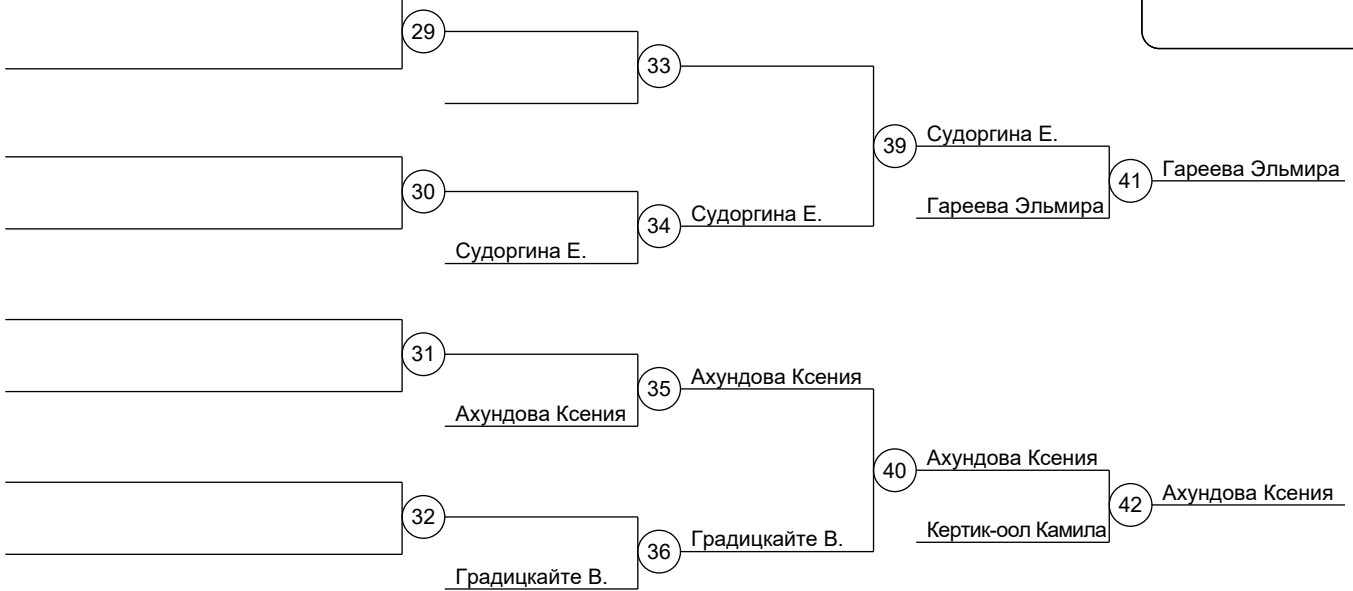 29
33
Судоргина Е.
39
Гареева Эльмира
41
30
Гареева Эльмира
34
Судоргина Е.
Судоргина Е.
31
Ахундова Ксения
35
Ахундова Ксения
Ахундова Ксения
40
Ахундова Ксения
42
32
Кертик-оол Камила
Градицкайте В.
36
Градицкайте В.